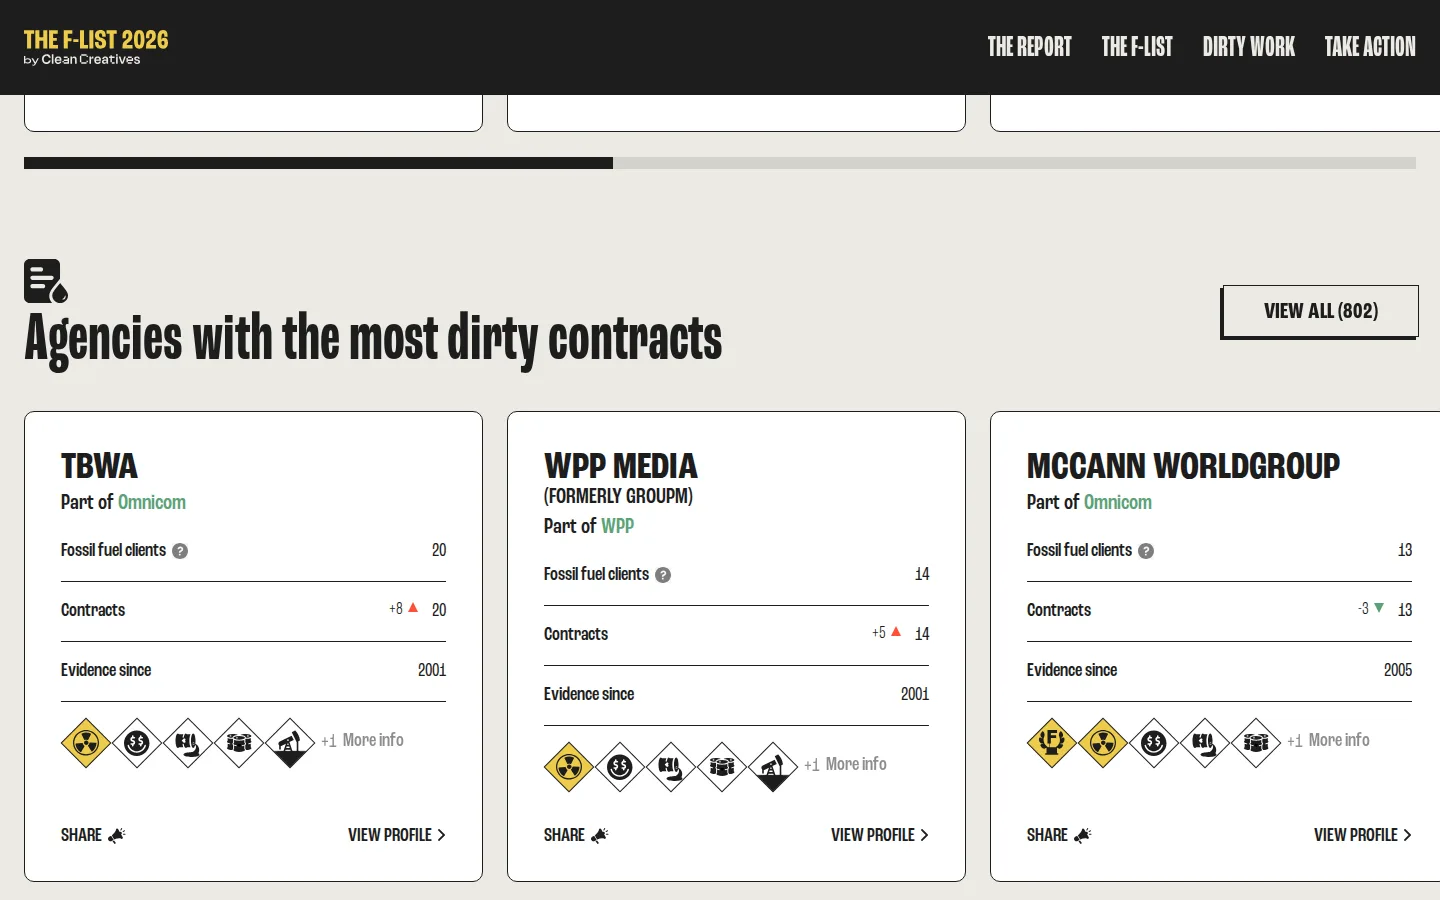 THE F-LIST 2026
by Clean Creatives
THE REPORT
THE F-LIST
DIRTY WORK
TAKE ACTION
Agencies with the most dirty contracts
VIEW ALL (802)
TBWA
Part of Omnicom
Fossil fuel clients ?
20
Contracts
+8 ▲ 20
Evidence since
2001
$$
+1 More info
SHARE
VIEW PROFILE >
WPP MEDIA
(FORMERLY GROUPM)
Part of WPP
Fossil fuel clients ?
14
Contracts
+5 ▲ 14
Evidence since
2001
$$
+1 More info
SHARE
VIEW PROFILE >
MCCANN WORLDGROUP
Part of Omnicom
Fossil fuel clients ?
13
Contracts
-3 ▼ 13
Evidence since
2005
F
$$
+1 More info
SHARE
VIEW PROFILE >